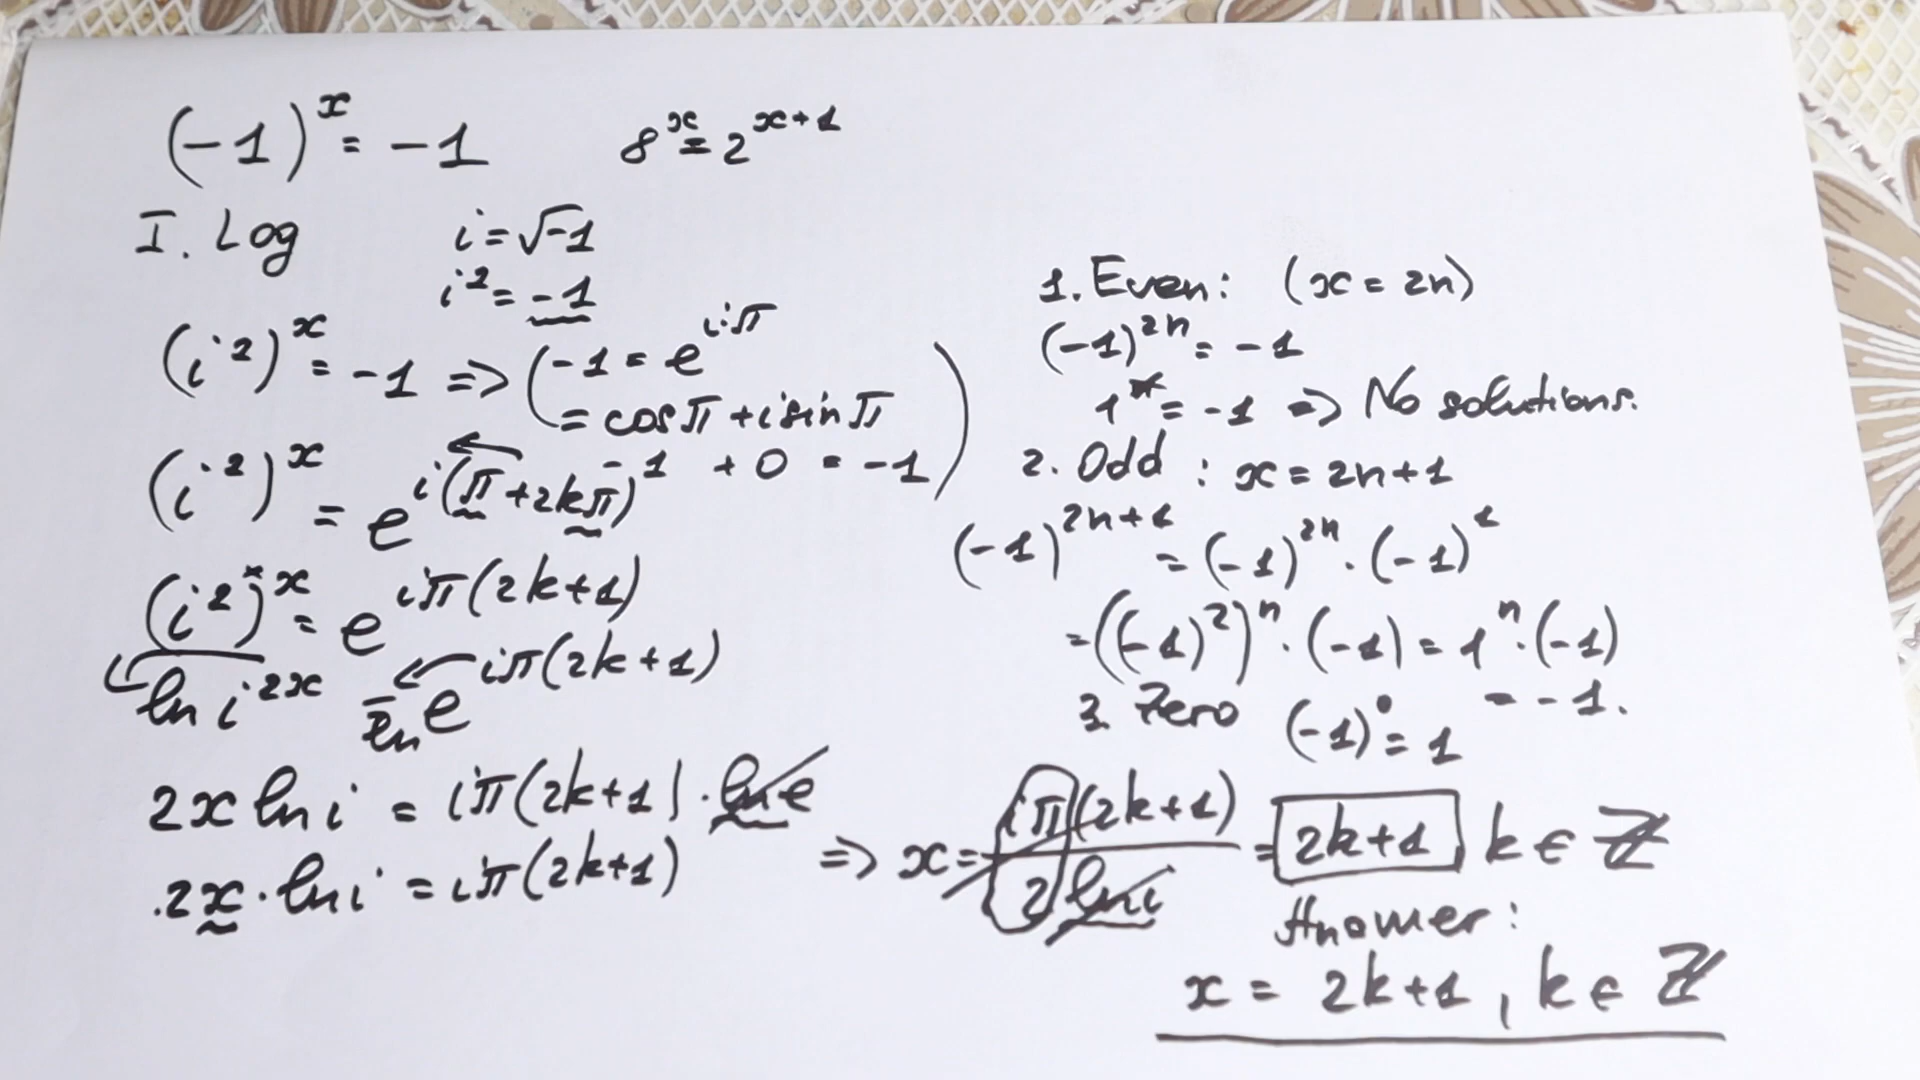 (-1)^x = -1    8^x = 2^{x+1}
I. Log    i = √-1
i² = -1
(i²)^x = -1 => (-1 = e^{iπ}
= cosπ + i sinπ
-1 + 0 = -1)
(i²)^x = e^{i(π+2kπ)}
(i²)^x = e^{iπ(2k+1)}
ln i^{2x} = ln e^{iπ(2k+1)}
2x ln i = iπ(2k+1) · ln e
.2x · ln i = iπ(2k+1)
1. Even: (x = 2n)
(-1)^{2n} = -1
1^n = -1 => No solutions.
2. Odd : x = 2n+1
(-1)^{2n+1} = (-1)^{2n} · (-1)^1
= ((-1)²)^n · (-1) = 1^n · (-1)
= -1.
3. Zero (-1)^0 = 1
=> x = iπ(2k+1) / 2 ln i = 2k+1, k ∈ ℤ
Answer:
x = 2k+1, k ∈ ℤ